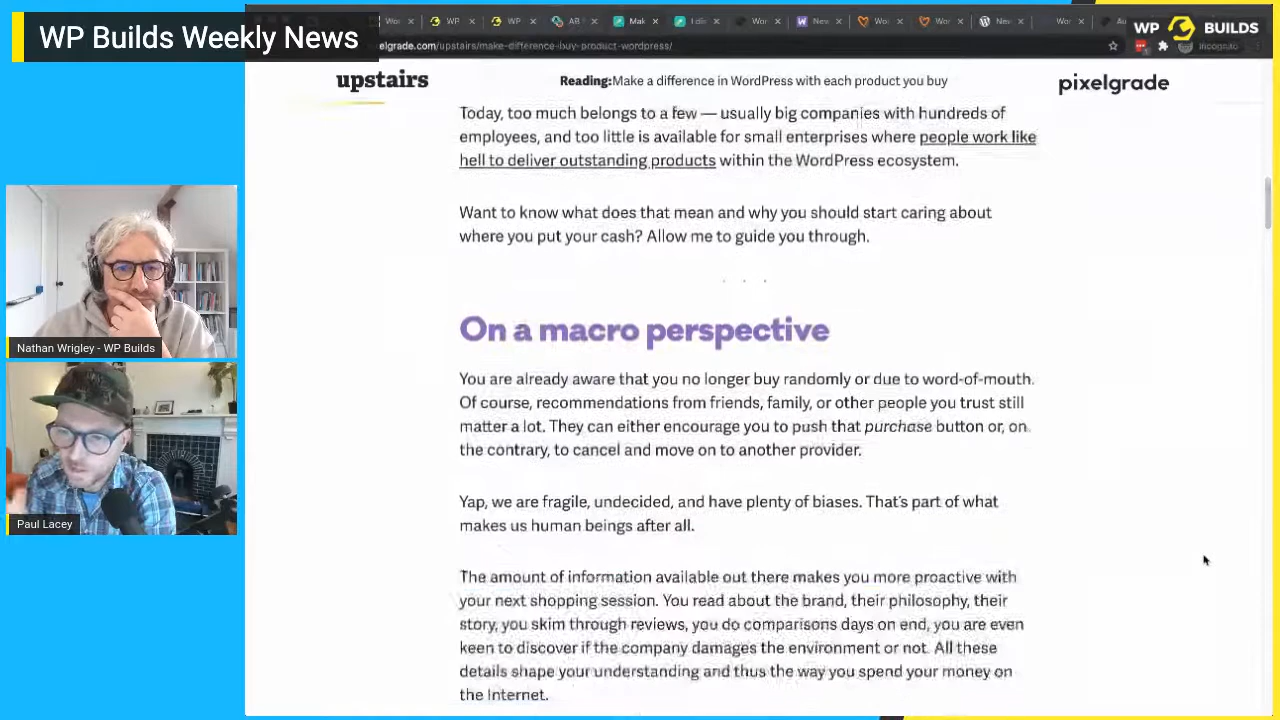 WP Builds Weekly News
WP
WP
AB
Mak
I di
Wor
New
Wo
Wor
Nev
Wor
WP BUILDS
elgrade.com/upstairs/make-difference-buy-product-wordpress/
Incognito
upstairs
Reading:Make a difference in WordPress with each product you buy
pixelgrade
Today, too much belongs to a few — usually big companies with hundreds of
employees, and too little is available for small enterprises where people work like
hell to deliver outstanding products within the WordPress ecosystem.
Want to know what does that mean and why you should start caring about
where you put your cash? Allow me to guide you through.
. . .
On a macro perspective
You are already aware that you no longer buy randomly or due to word-of-mouth.
Of course, recommendations from friends, family, or other people you trust still
matter a lot. They can either encourage you to push that purchase button or, on
the contrary, to cancel and move on to another provider.
Yap, we are fragile, undecided, and have plenty of biases. That's part of what
makes us human beings after all.
The amount of information available out there makes you more proactive with
your next shopping session. You read about the brand, their philosophy, their
story, you skim through reviews, you do comparisons days on end, you are even
keen to discover if the company damages the environment or not. All these
details shape your understanding and thus the way you spend your money on
the Internet.
Nathan Wrigley - WP Builds
Paul Lacey